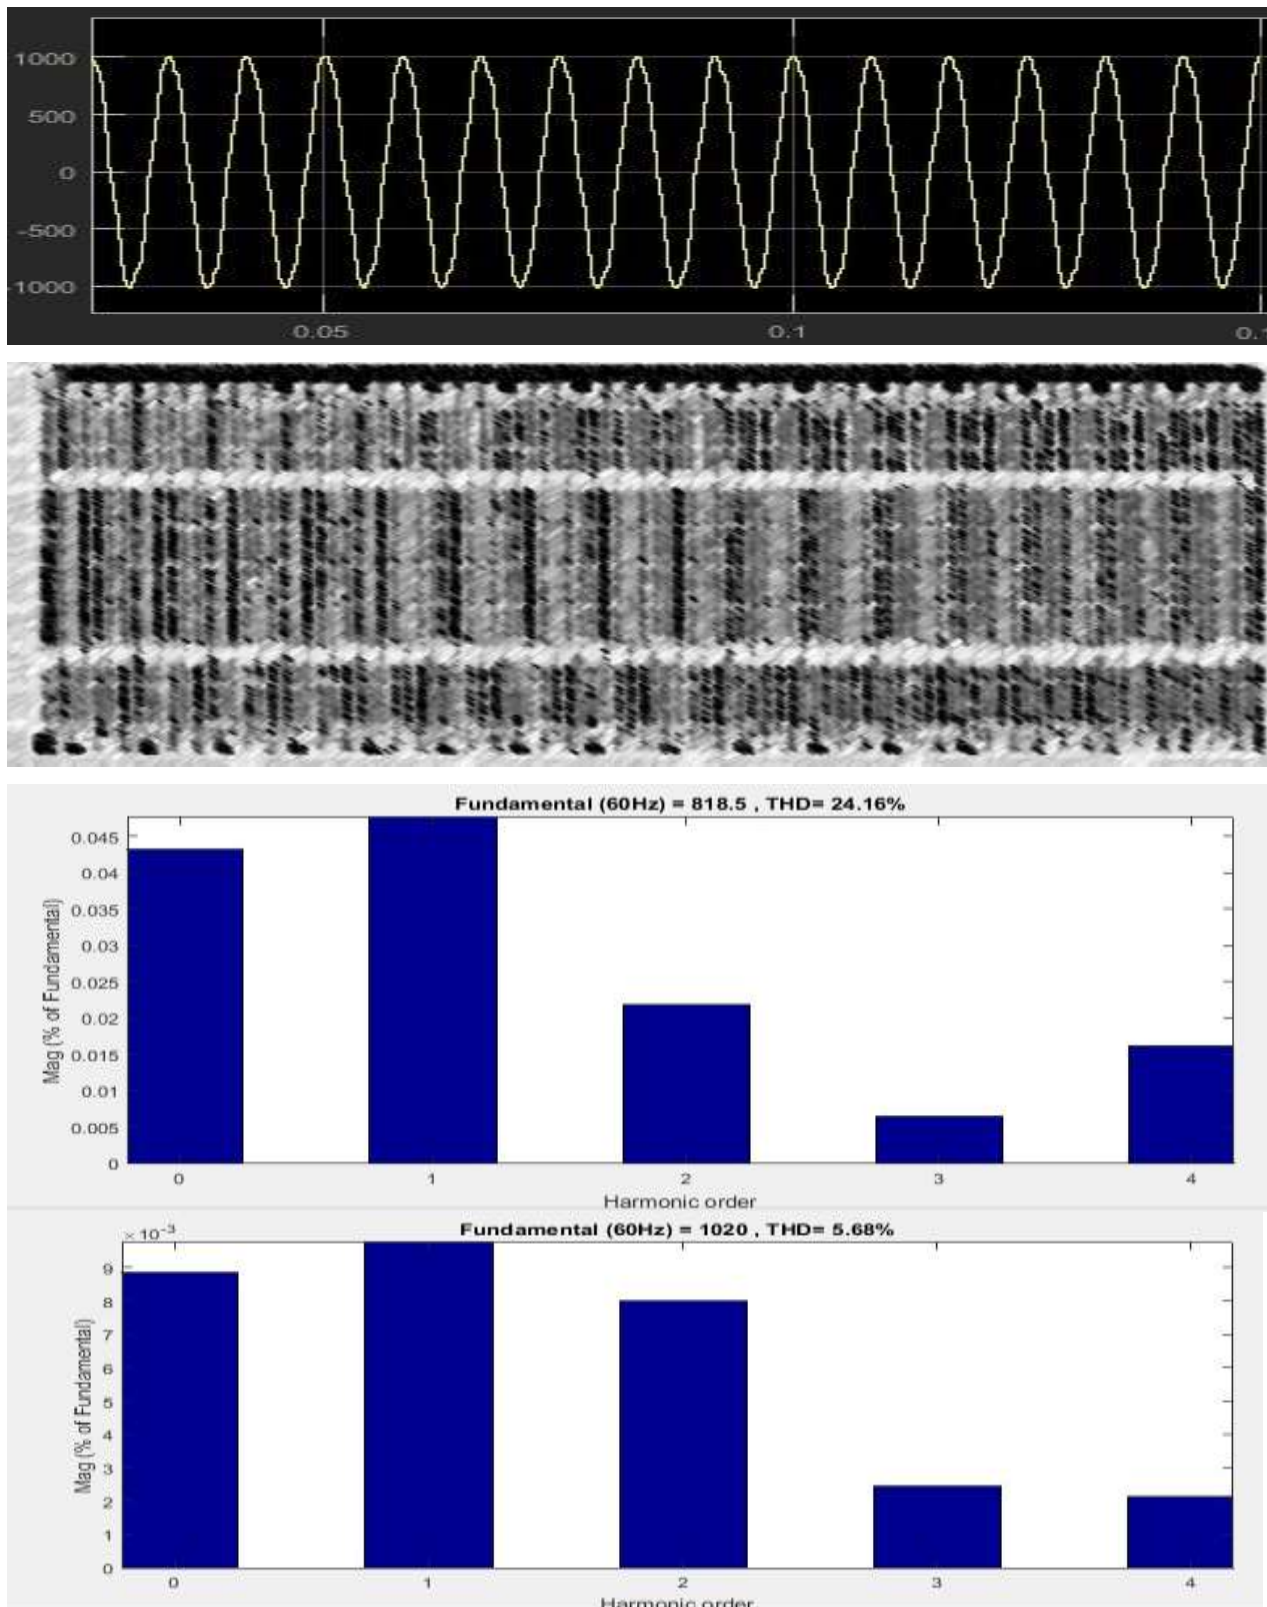 1000
500
0
-500
-1000
0.05 0.1 0.1
Fundamental (60Hz) = 818.5 , THD= 24.16%
Mag (% of Fundamental)
0.045
0.04
0.035
0.03
0.025
0.02
0.015
0.01
0.005
0
0 1 2 3 4
Harmonic order
Fundamental (60Hz) = 1020 , THD= 5.68%
× 10-3
Mag (% of Fundamental)
9
8
7
6
5
4
3
2
1
0
0 1 2 3 4
Harmonic order